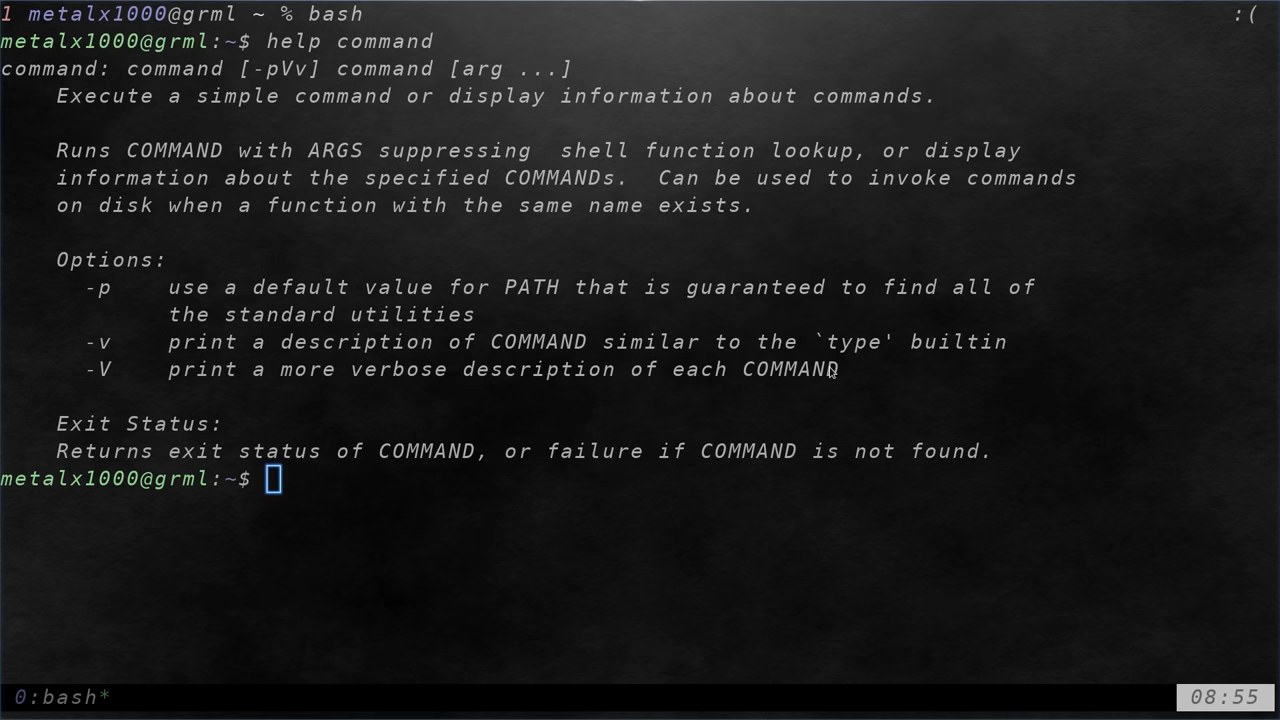 1 metalx1000@grml ~ % bash :(
metalx1000@grml:~$ help command
command: command [-pVv] command [arg ...]
    Execute a simple command or display information about commands.

    Runs COMMAND with ARGS suppressing  shell function lookup, or display
    information about the specified COMMANDs.  Can be used to invoke commands
    on disk when a function with the same name exists.

    Options:
      -p    use a default value for PATH that is guaranteed to find all of
            the standard utilities
      -v    print a description of COMMAND similar to the `type' builtin
      -V    print a more verbose description of each COMMAND

    Exit Status:
    Returns exit status of COMMAND, or failure if COMMAND is not found.
metalx1000@grml:~$
0:bash* 08:55